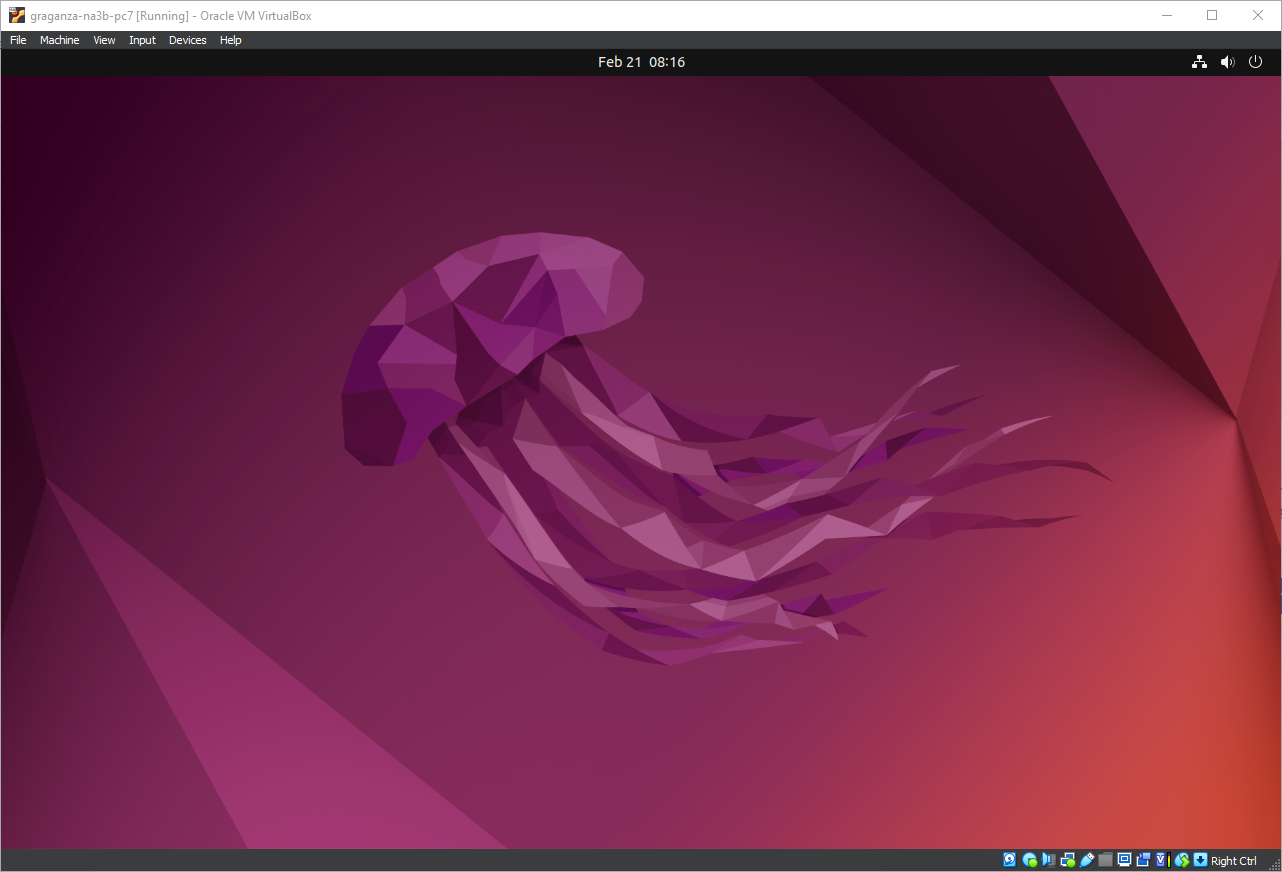 graganza-na3b-pc7 [Running] - Oracle VM VirtualBox
File Machine View Input Devices Help
Feb 21 08:16
Right Ctrl